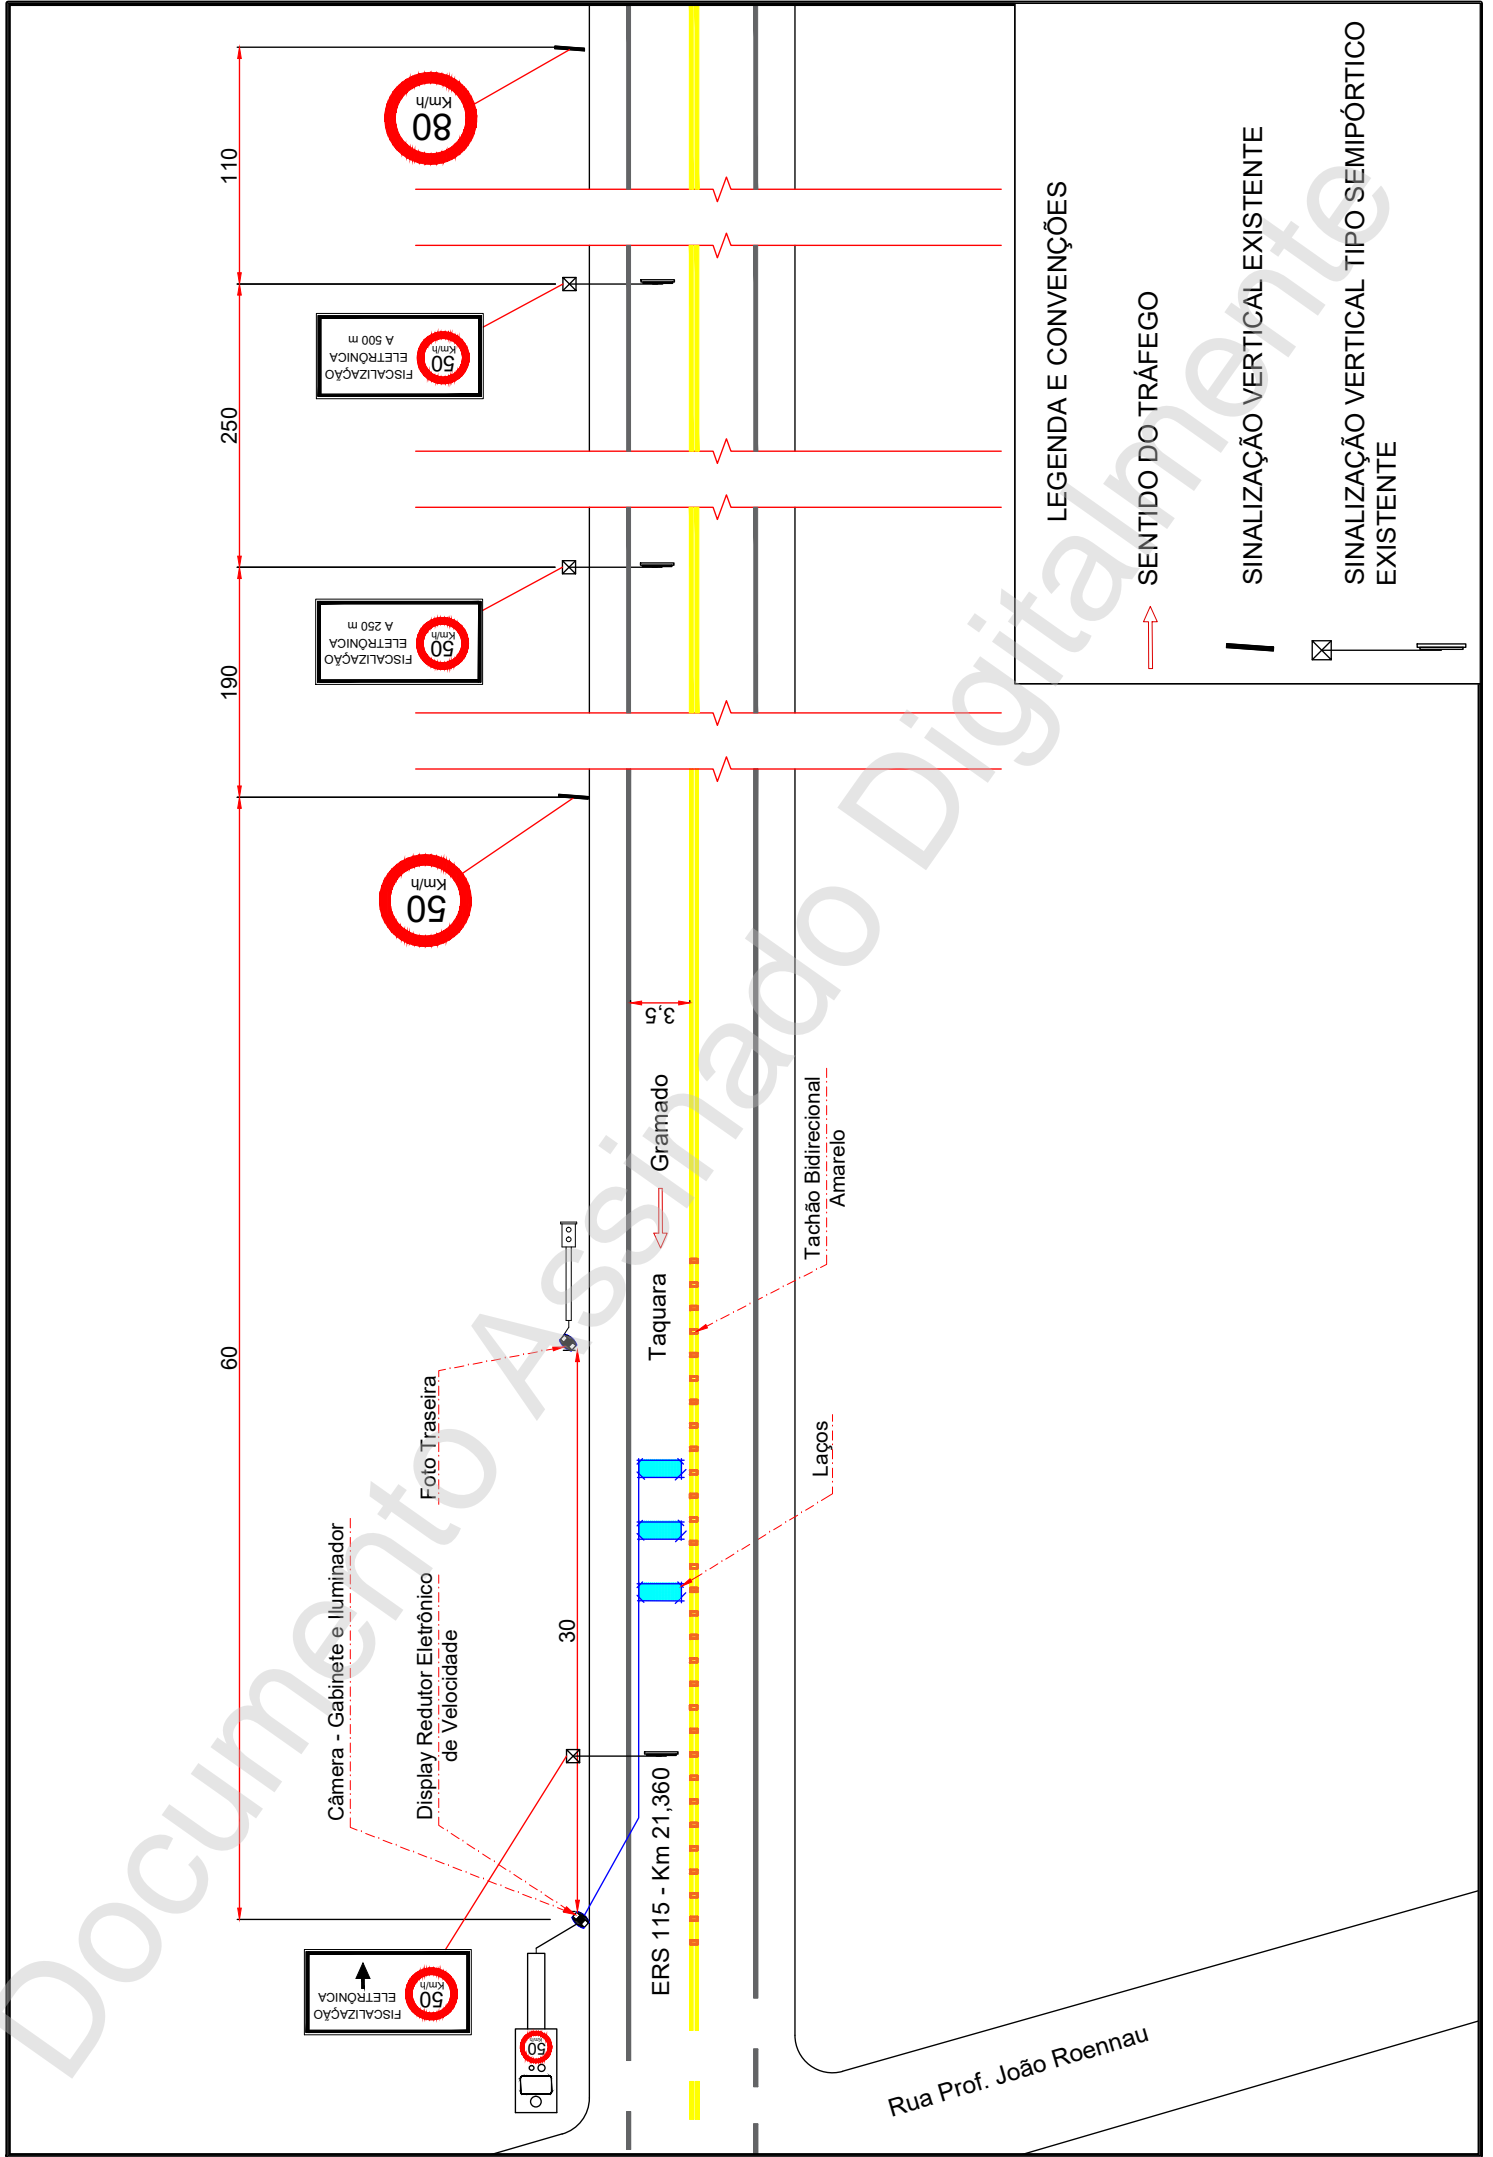 110
250
190
60
80
Km/h
FISCALIZAÇÃO
ELETRÔNICA
A 500 m
50
Km/h
FISCALIZAÇÃO
ELETRÔNICA
A 250 m
50
Km/h
50
Km/h
3,5
Gramado
Taquara
Tachão Bidirecional
Amarelo
Laços
Foto Traseira
Câmera - Gabinete e Iluminador
Display Redutor Eletrônico
de Velocidade
30
ERS 115 - Km 21,360
FISCALIZAÇÃO
ELETRÔNICA
50
Km/h
50
Km/h
Rua Prof. João Roennau
LEGENDA E CONVENÇÕES
SENTIDO DO TRÁFEGO
SINALIZAÇÃO VERTICAL EXISTENTE
SINALIZAÇÃO VERTICAL TIPO SEMIPÓRTICO
EXISTENTE
Documento Assinado Digitalmente